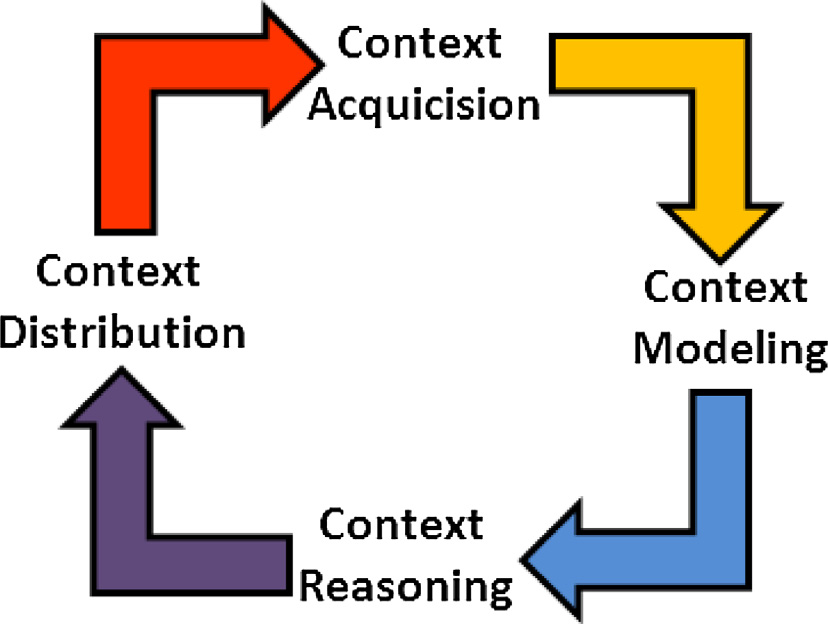 Context
Acquicision
Context
Modeling
Context
Reasoning
Context
Distribution